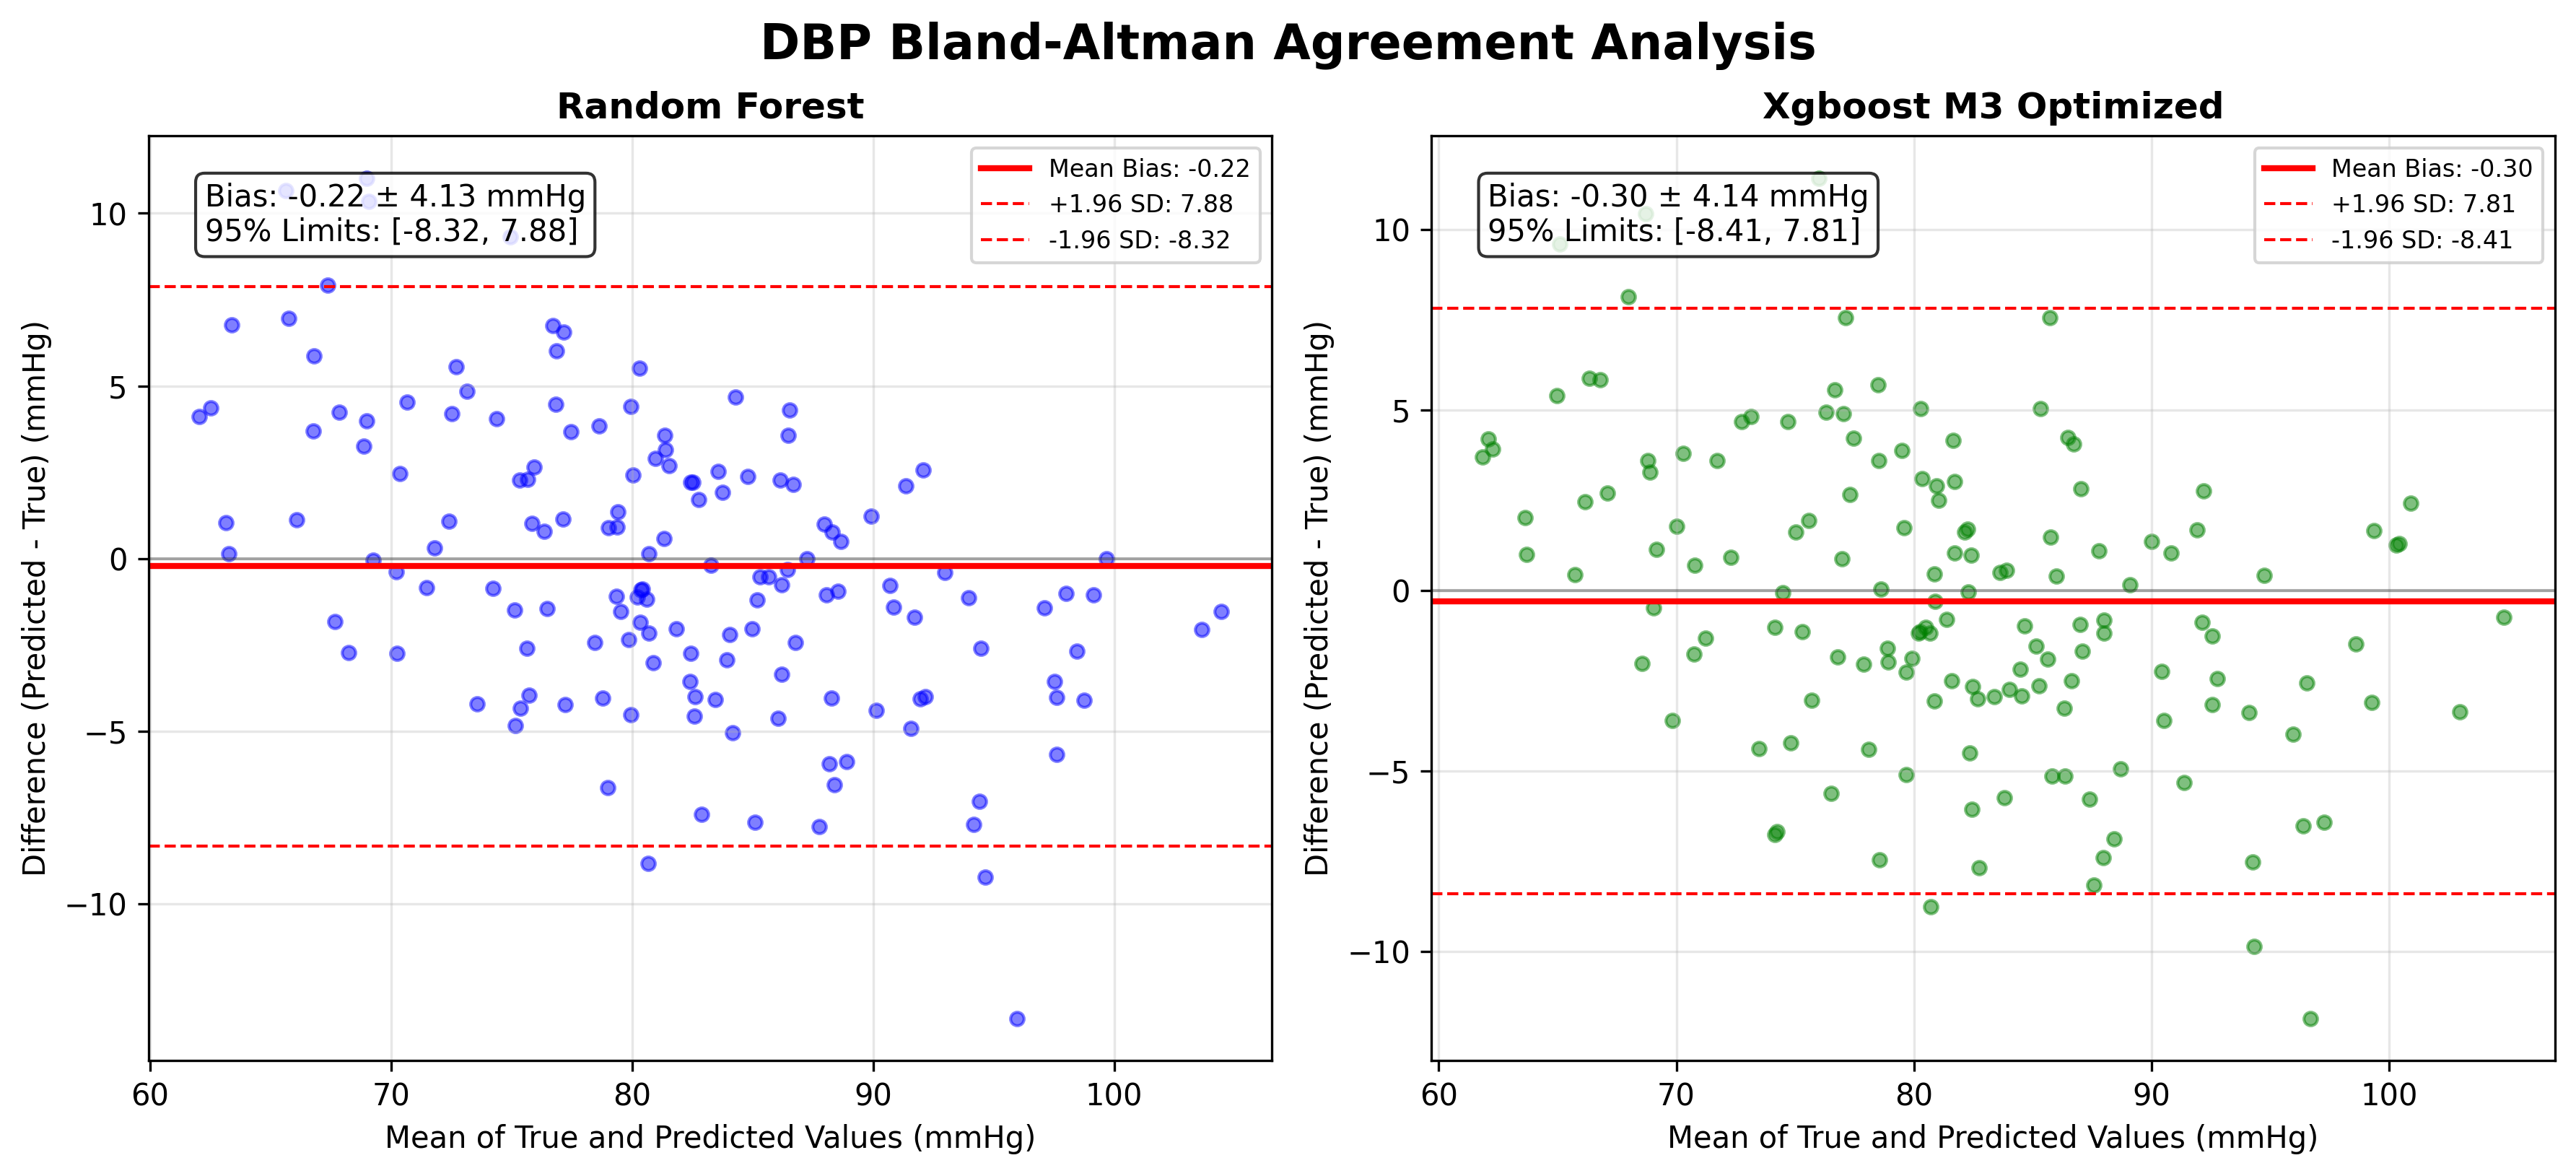 DBP Bland-Altman Agreement Analysis
Random Forest
Bias: -0.22 ± 4.13 mmHg
95% Limits: [-8.32, 7.88]
Mean Bias: -0.22
+1.96 SD: 7.88
-1.96 SD: -8.32
10
5
0
−5
−10
Difference (Predicted - True) (mmHg)
60 70 80 90 100
Mean of True and Predicted Values (mmHg)
Xgboost M3 Optimized
Bias: -0.30 ± 4.14 mmHg
95% Limits: [-8.41, 7.81]
Mean Bias: -0.30
+1.96 SD: 7.81
-1.96 SD: -8.41
10
5
0
−5
−10
Difference (Predicted - True) (mmHg)
60 70 80 90 100
Mean of True and Predicted Values (mmHg)